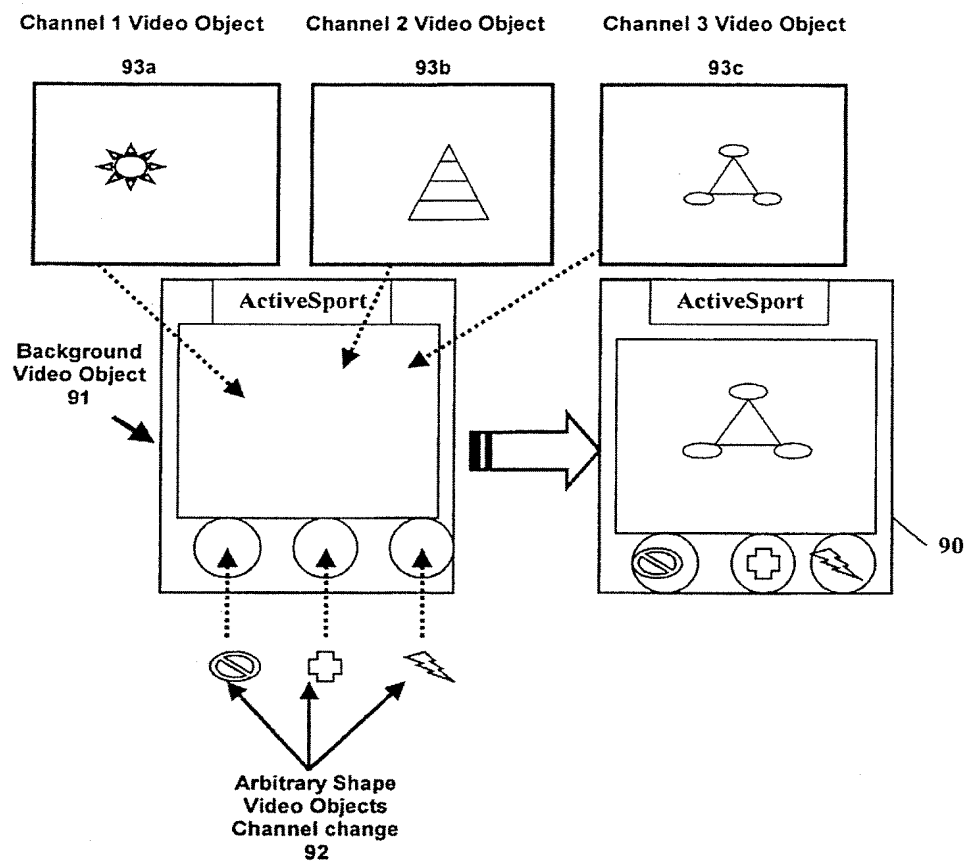 Channel 1 Video Object
Channel 2 Video Object
Channel 3 Video Object
93a
93b
93c
ActiveSport
ActiveSport
Background
Video Object
91
90
Arbitrary Shape
Video Objects
Channel change
92